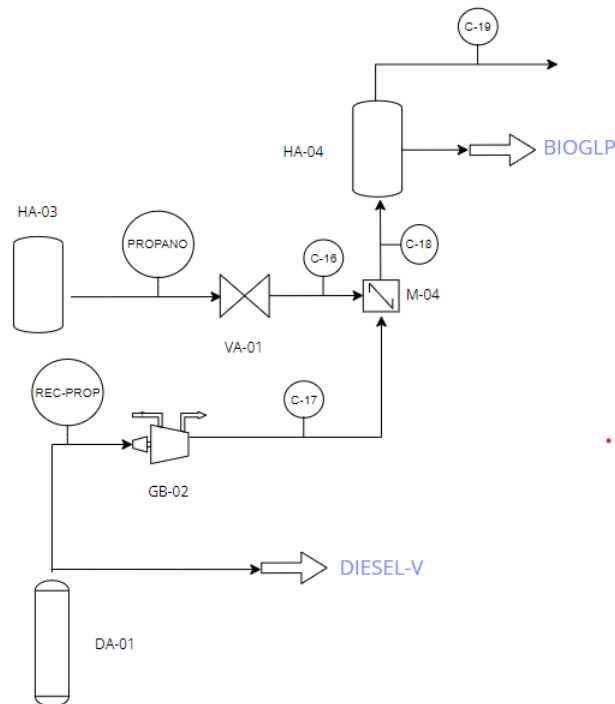 C-19
HA-04
BIOGLP
HA-03
PROPANO
C-16
C-18
M-04
VA-01
REC-PROP
C-17
GB-02
DIESEL-V
DA-01